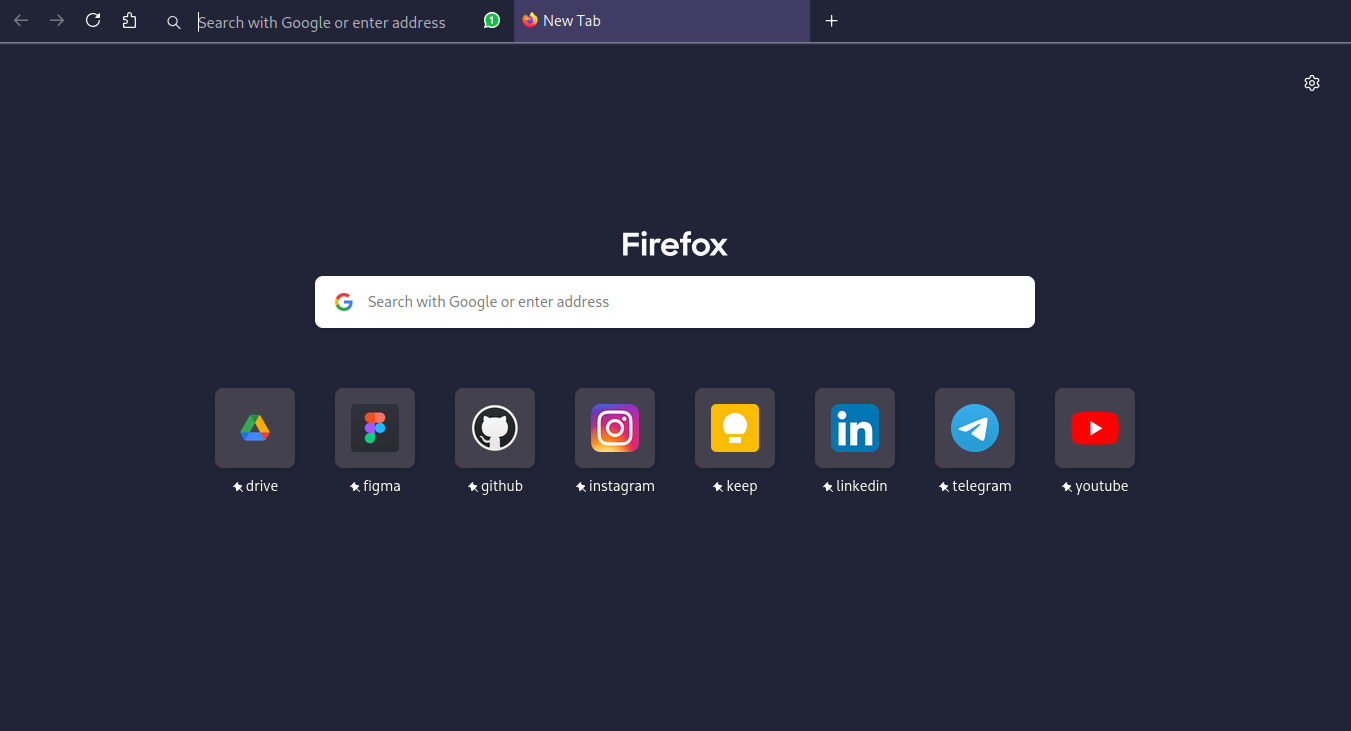 Search with Google or enter address
1
New Tab
Firefox
Search with Google or enter address
drive
figma
github
instagram
keep
linkedin
telegram
youtube